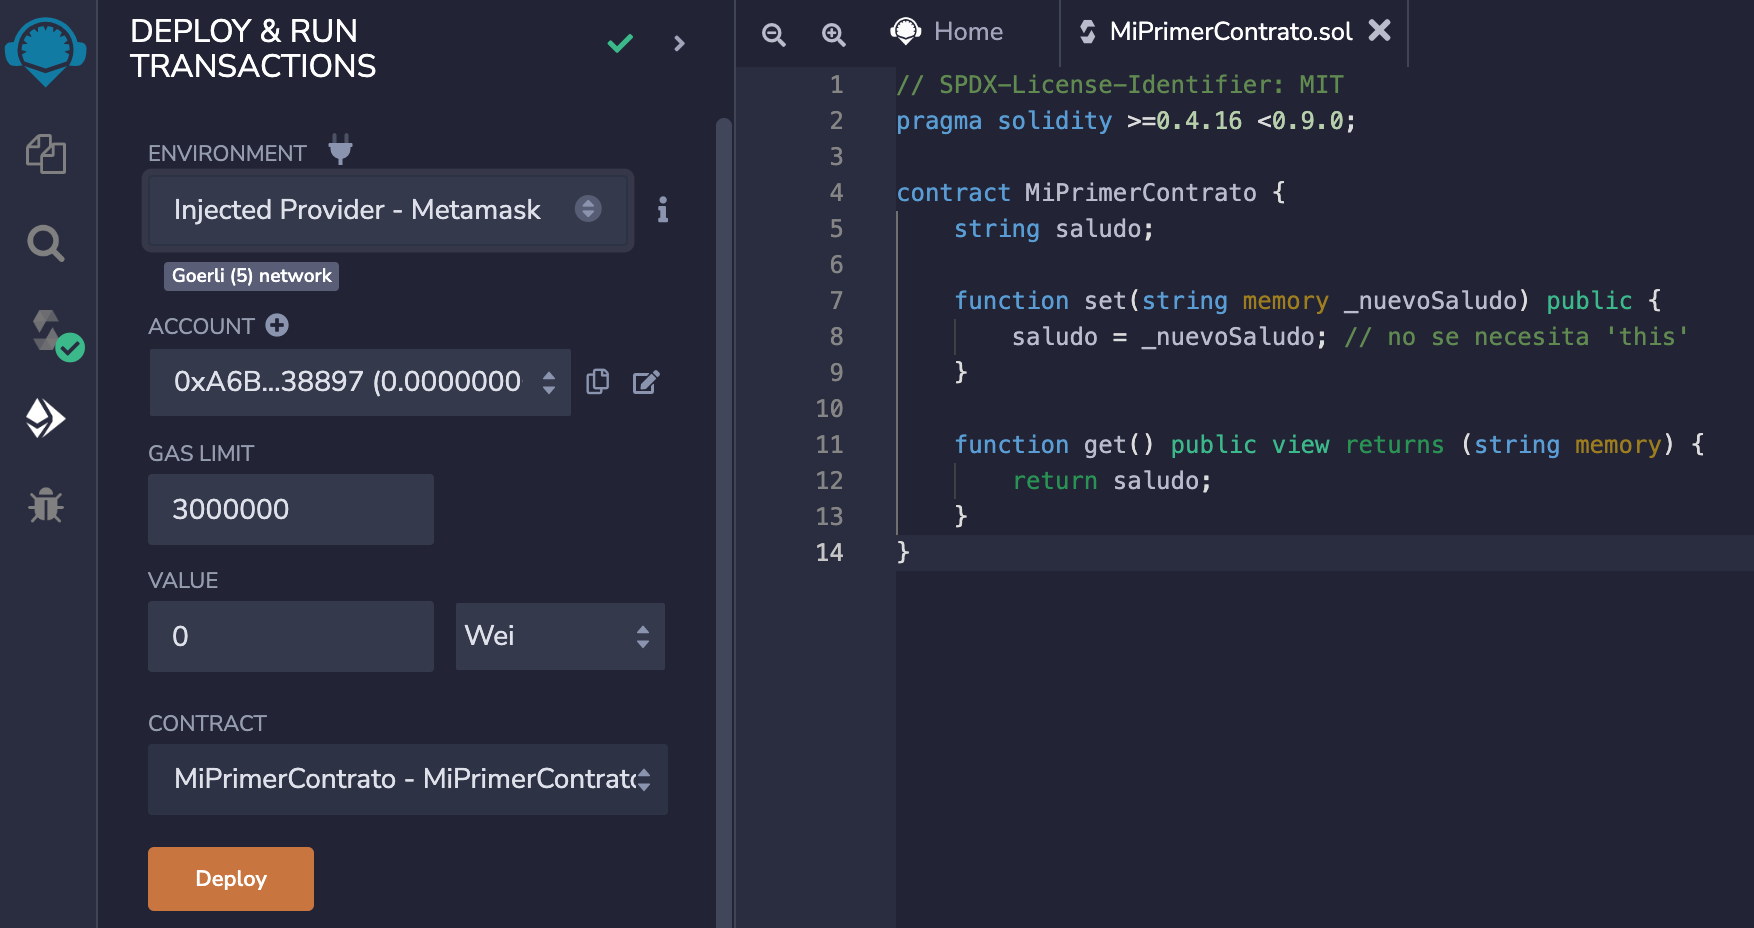 DEPLOY & RUN
TRANSACTIONS
ENVIRONMENT
Injected Provider - Metamask
Goerli (5) network
ACCOUNT
0xA6B...38897 (0.0000000
GAS LIMIT
3000000
VALUE
0
Wei
CONTRACT
MiPrimerContrato - MiPrimerContrato
Deploy
Home
MiPrimerContrato.sol
1 // SPDX-License-Identifier: MIT
2 pragma solidity >=0.4.16 <0.9.0;
3
4 contract MiPrimerContrato {
5     string saludo;
6
7     function set(string memory _nuevoSaludo) public {
8         saludo = _nuevoSaludo; // no se necesita 'this'
9     }
10
11     function get() public view returns (string memory) {
12         return saludo;
13     }
14 }